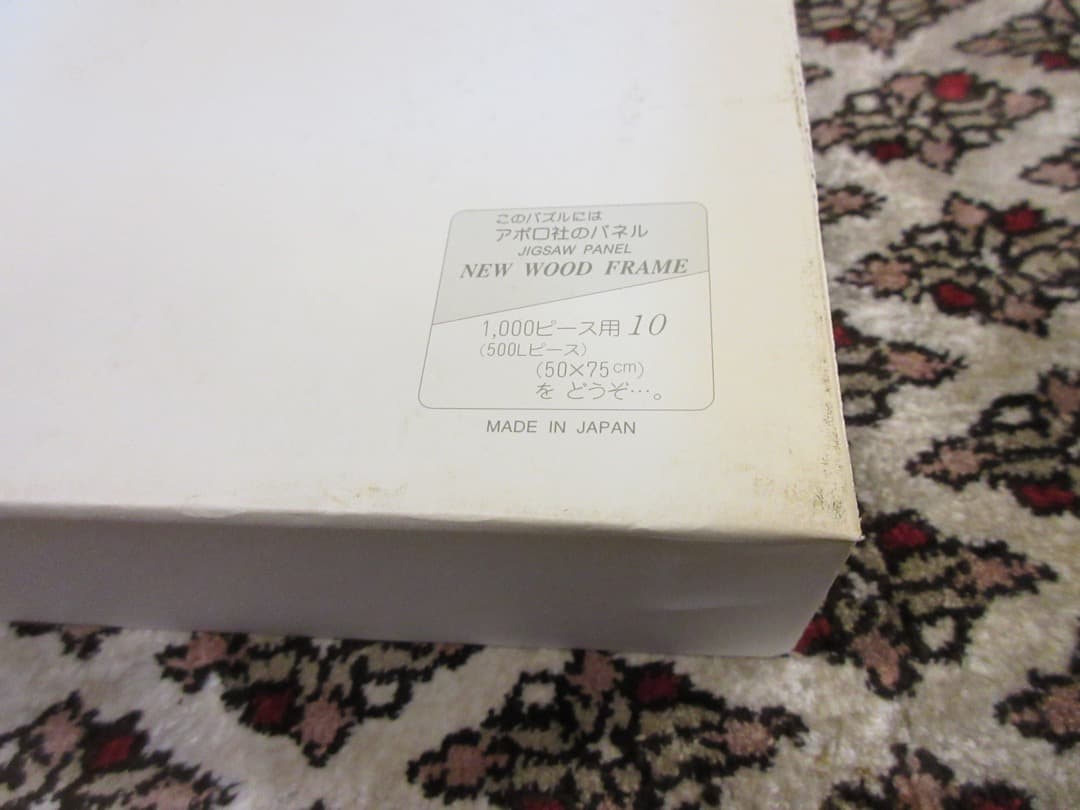 このパズルには
アポロ社のパネル
JIGSAW PANEL
NEW WOOD FRAME
1,000ピース用 10
(500Lピース)
(50×75cm)
を どうぞ…。
MADE IN JAPAN